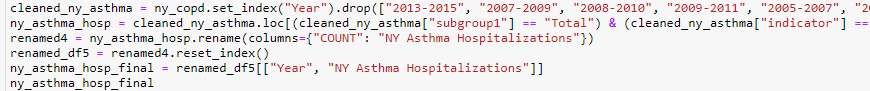 cleaned_ny_asthma = ny_copd.set_index("Year").drop(["2013-2015", "2007-2009", "2008-2010", "2009-2011", "2005-2007", "20
ny_asthma_hosp = cleaned_ny_asthma.loc[(cleaned_ny_asthma["subgroup1"] == "Total") & (cleaned_ny_asthma["indicator"] ==
renamed4 = ny_asthma_hosp.rename(columns={"COUNT": "NY Asthma Hospitalizations"})
renamed_df5 = renamed4.reset_index()
ny_asthma_hosp_final = renamed_df5[["Year", "NY Asthma Hospitalizations"]]
ny_asthma_hosp_final